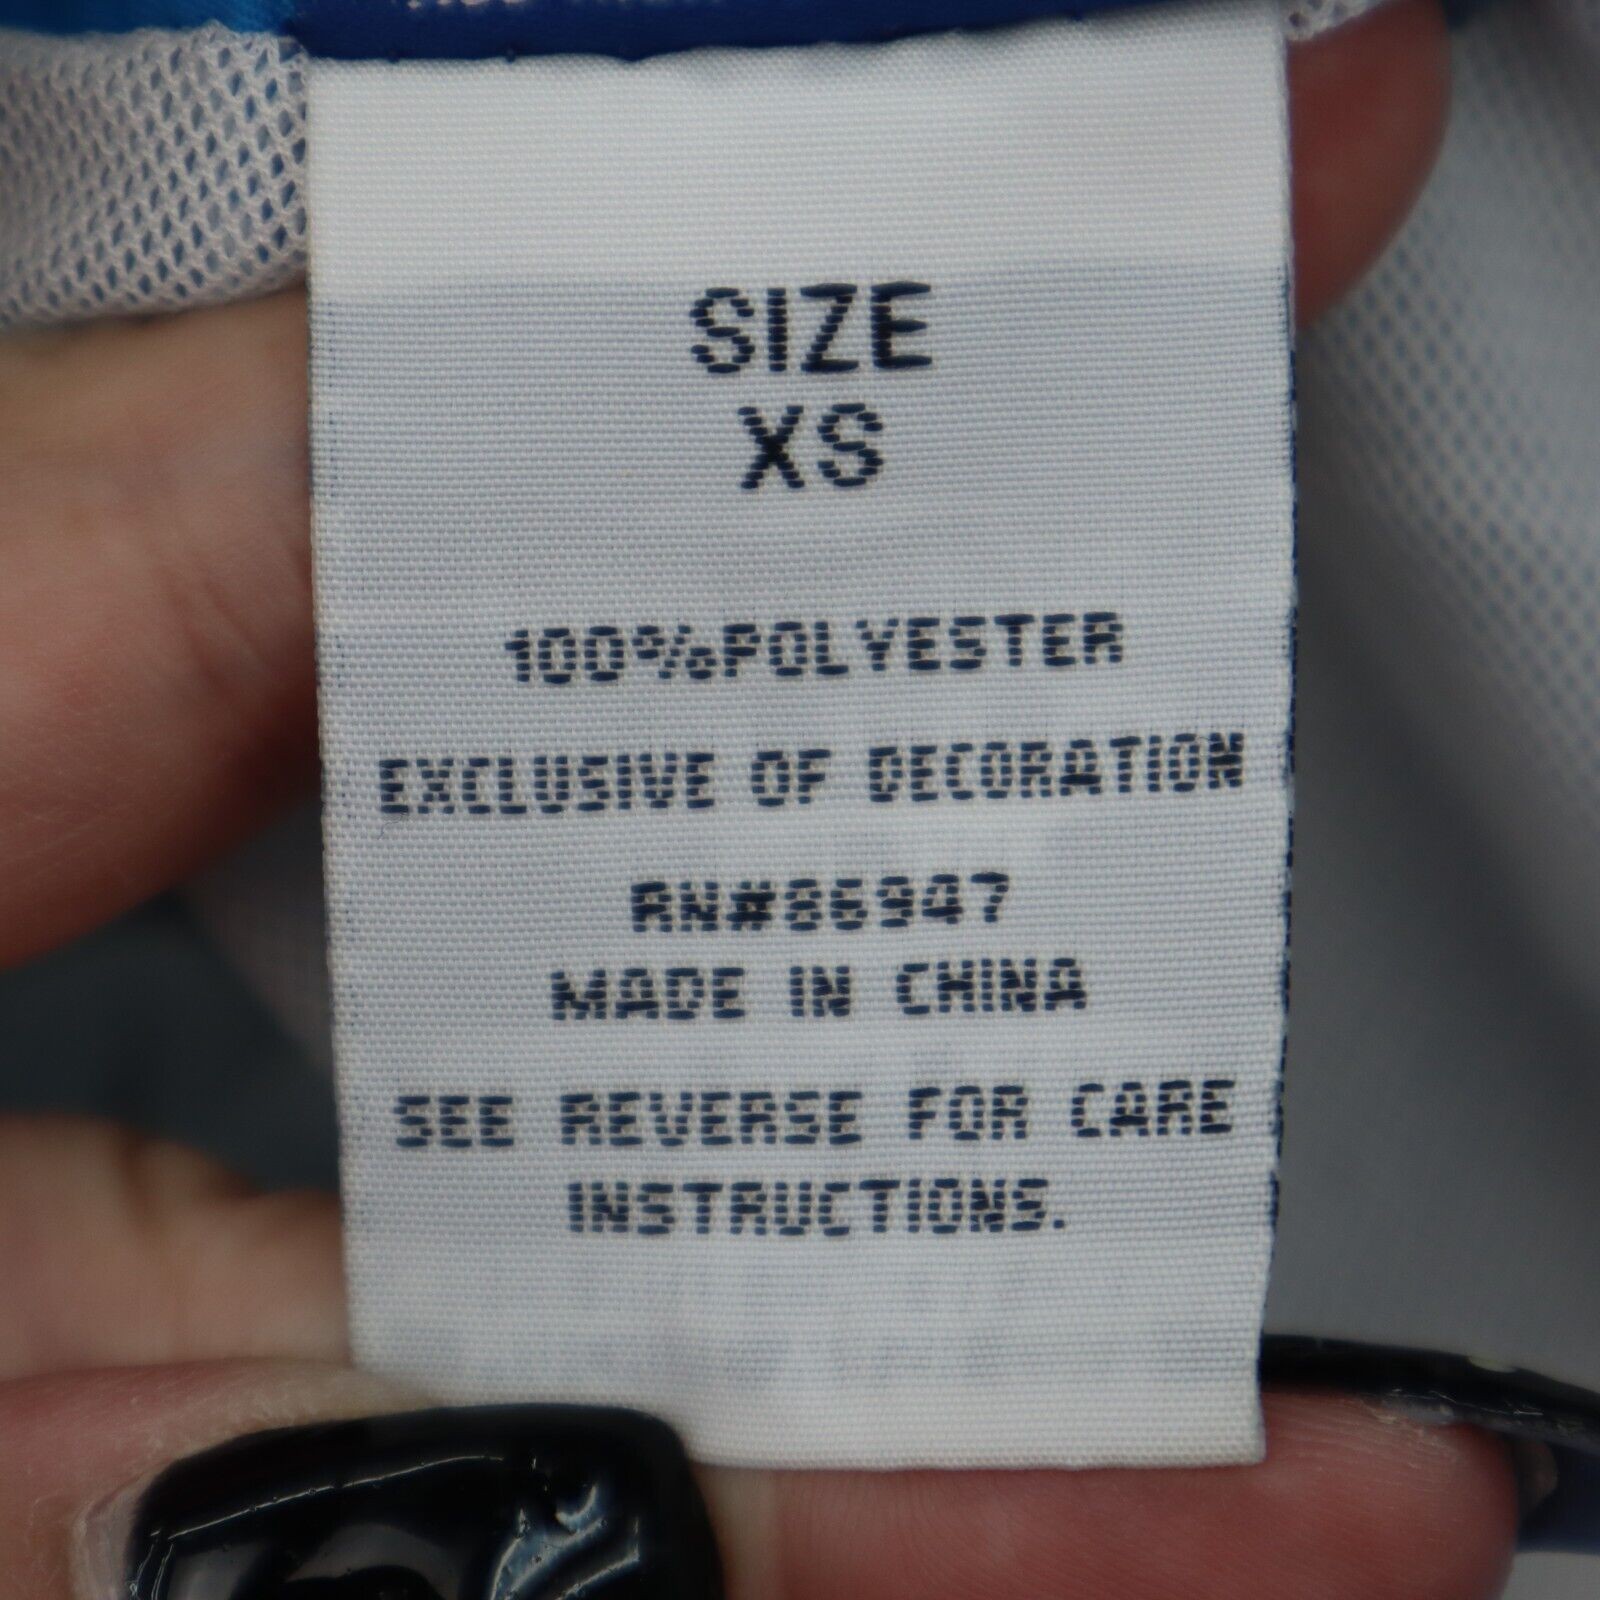 SIZE
XS
100%POLYESTER
EXCLUSIVE OF DECORATION
RN#86947
MADE IN CHINA
SEE REVERSE FOR CARE
INSTRUCTIONS.